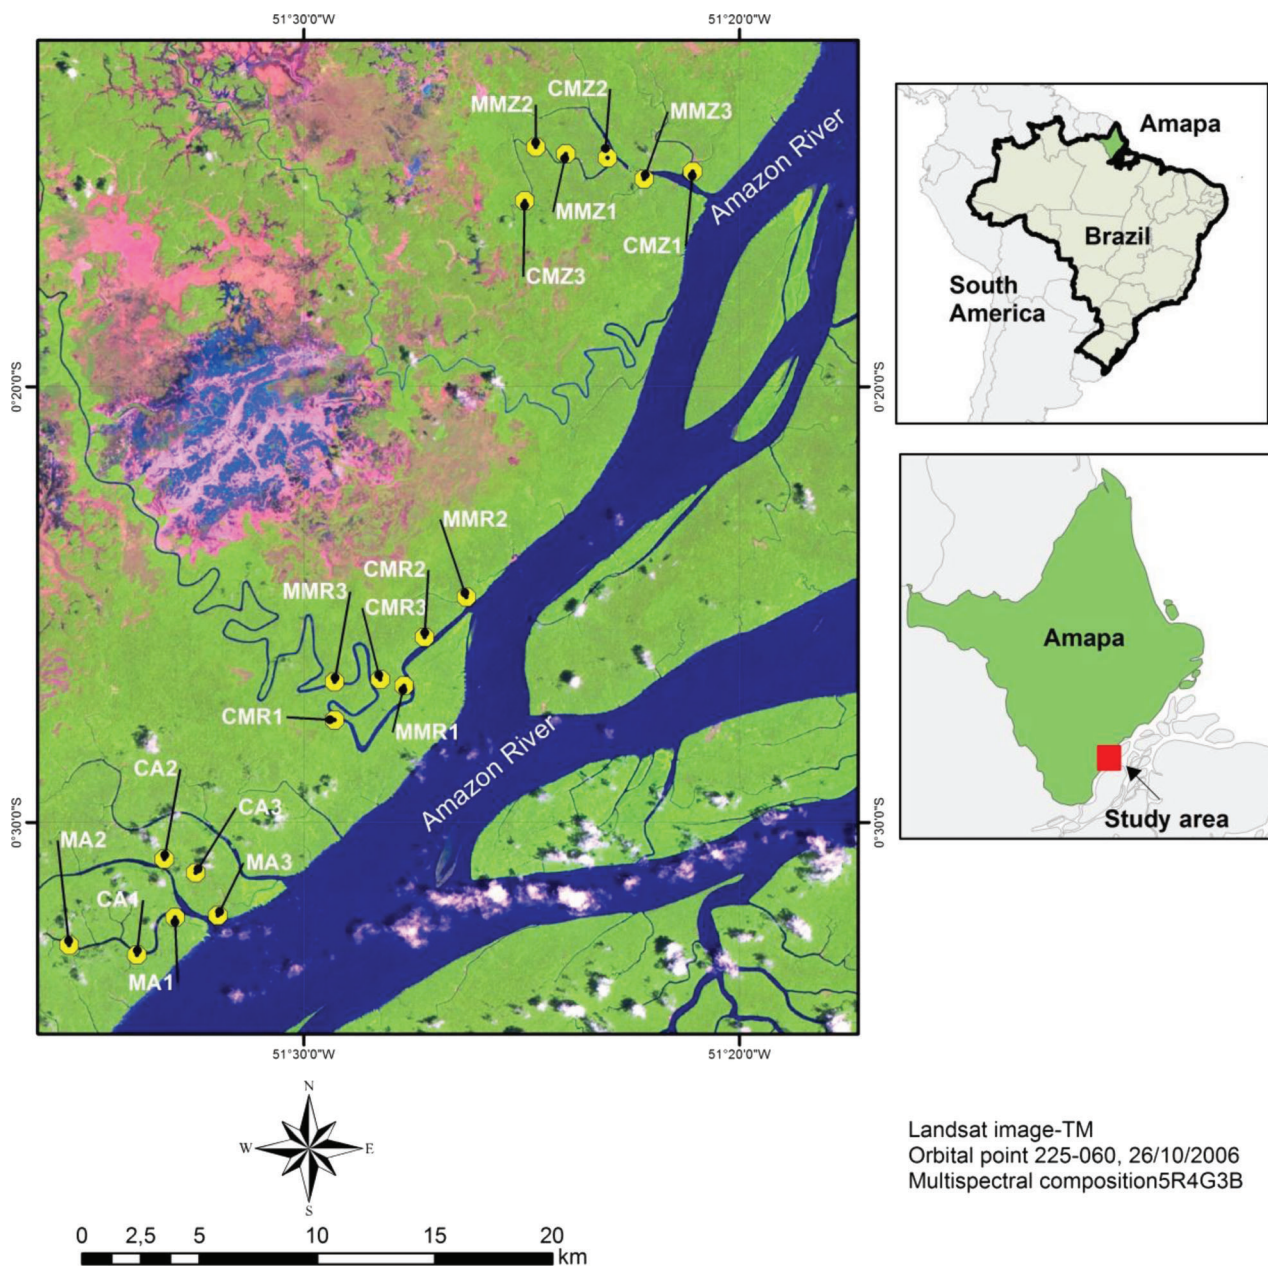 51°30'0"W
51°20'0"W
CMZ2
MMZ2
MMZ3
Amazon River
MMZ1
CMZ1
CMZ3
0°20'0"S
0°20'0"S
MMR2
CMR2
MMR3
CMR3
CMR1
MMR1
Amazon River
CA2
CA3
MA2
MA3
CA1
MA1
0°30'0"S
0°30'0"S
51°30'0"W
51°20'0"W
Amapa
Brazil
South
America
Amapa
Study area
N
W
E
S
0 2,5 5 10 15 20
km
Landsat image-TM
Orbital point 225-060, 26/10/2006
Multispectral composition5R4G3B